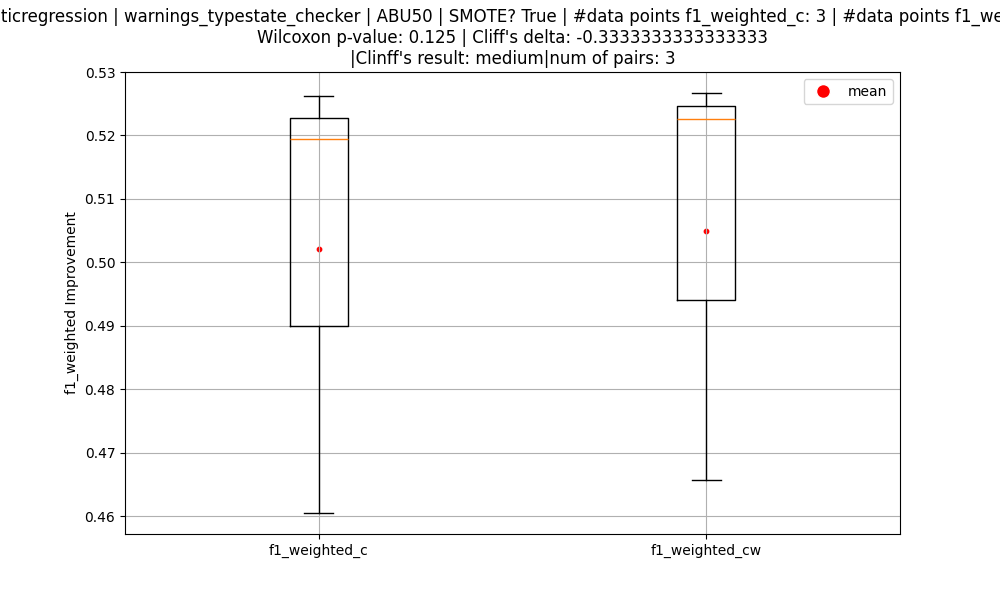 ticregression | warnings_typestate_checker | ABU50 | SMOTE? True | #data points f1_weighted_c: 3 | #data points f1_we
Wilcoxon p-value: 0.125 | Cliff's delta: -0.3333333333333333
|Clinff's result: medium|num of pairs: 3
mean
0.53
0.52
0.51
0.50
0.49
0.48
0.47
0.46
f1_weighted Improvement
f1_weighted_c
f1_weighted_cw